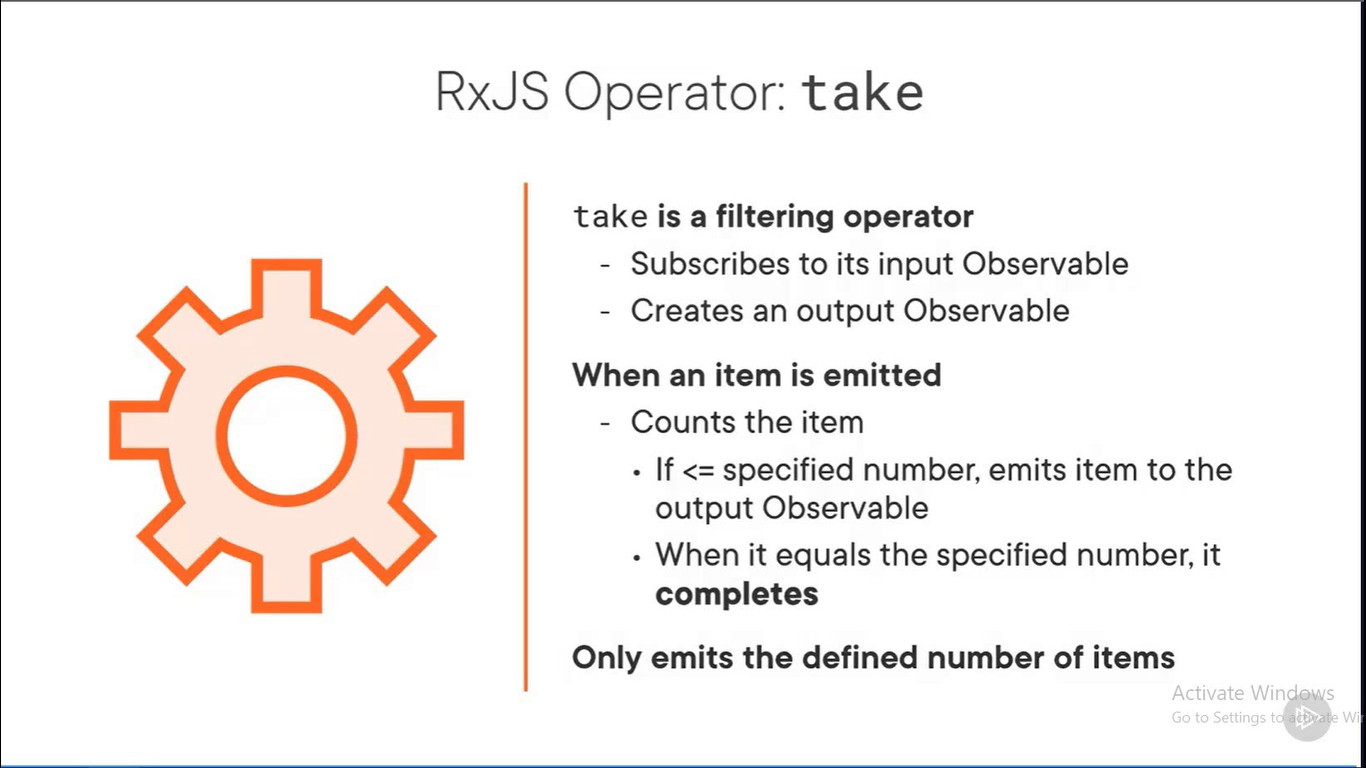 RxJS Operator: take
take is a filtering operator
- Subscribes to its input Observable
- Creates an output Observable
When an item is emitted
- Counts the item
• If <= specified number, emits item to the
output Observable
• When it equals the specified number, it
completes
Only emits the defined number of items
Activate Windows
Go to Settings to activate Wi